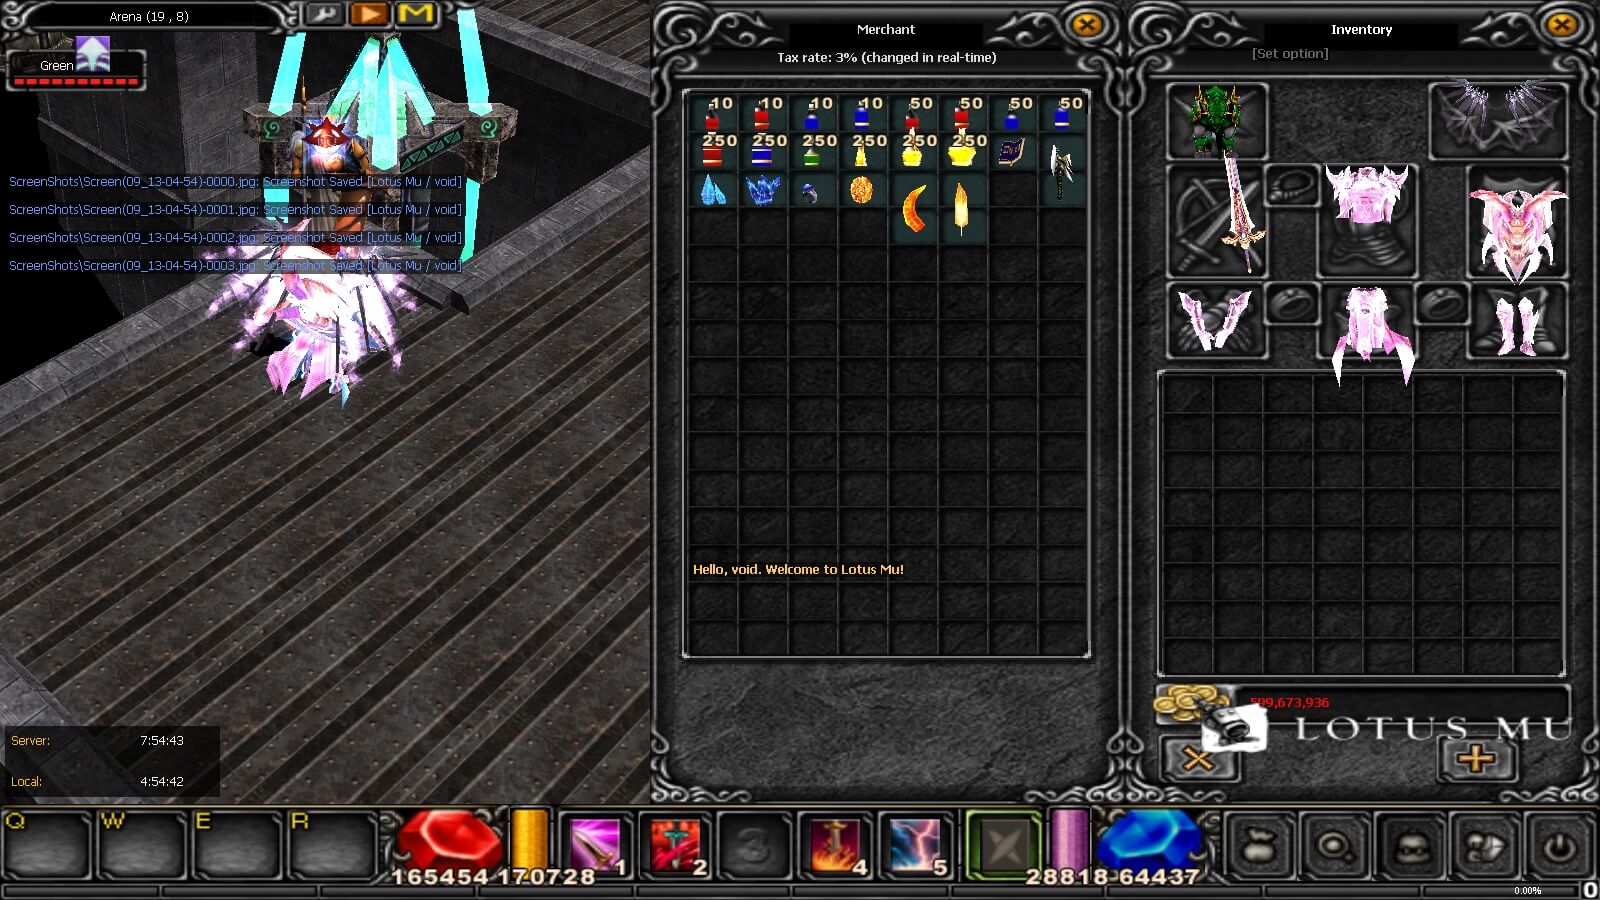 Arena (19 , 8)
M
Green
ScreenShots\Screen(09_13-04-54)-0000.jpg: Screenshot Saved [Lotus Mu / void]
ScreenShots\Screen(09_13-04-54)-0001.jpg: Screenshot Saved [Lotus Mu / void]
ScreenShots\Screen(09_13-04-54)-0002.jpg: Screenshot Saved [Lotus Mu / void]
ScreenShots\Screen(09_13-04-54)-0003.jpg: Screenshot Saved [Lotus Mu / void]
Merchant
Tax rate: 3% (changed in real-time)
10 10 10 10 50 50 50 50
250 250 250 250 250 250
Hello, void. Welcome to Lotus Mu!
Inventory
[Set option]
599,673,936
LOTUS MU
Server: 7:54:43
Local: 4:54:42
Q W E R
1 2 3 4 5
165454 170728
28818 64437
0.00% 0